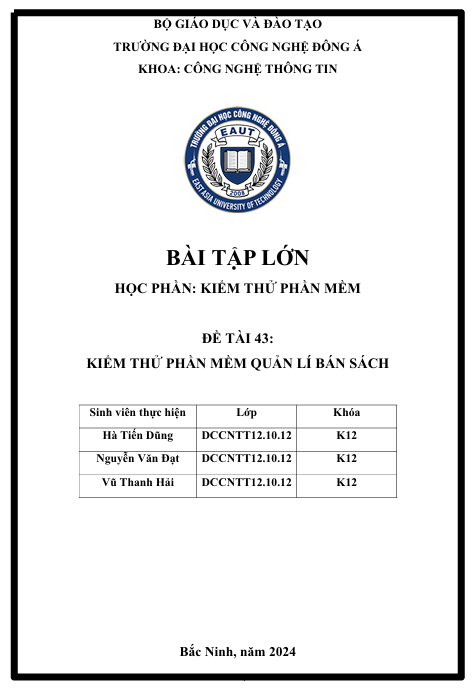 BỘ GIÁO DỤC VÀ ĐÀO TẠO
TRƯỜNG ĐẠI HỌC CÔNG NGHỆ ĐÔNG Á
KHOA: CÔNG NGHỆ THÔNG TIN
TRƯỜNG ĐẠI HỌC CÔNG NGHỆ ĐÔNG Á
EAUT
2008
EAST ASIA UNIVERSITY OF TECHNOLOGY
BÀI TẬP LỚN
HỌC PHẦN: KIỂM THỬ PHẦN MỀM
ĐỀ TÀI 43:
KIỂM THỬ PHẦN MỀM QUẢN LÍ BÁN SÁCH
Sinh viên thực hiện Lớp Khóa
Hà Tiến Dũng DCCNTT12.10.12 K12
Nguyễn Văn Đạt DCCNTT12.10.12 K12
Vũ Thanh Hải DCCNTT12.10.12 K12
Bắc Ninh, năm 2024